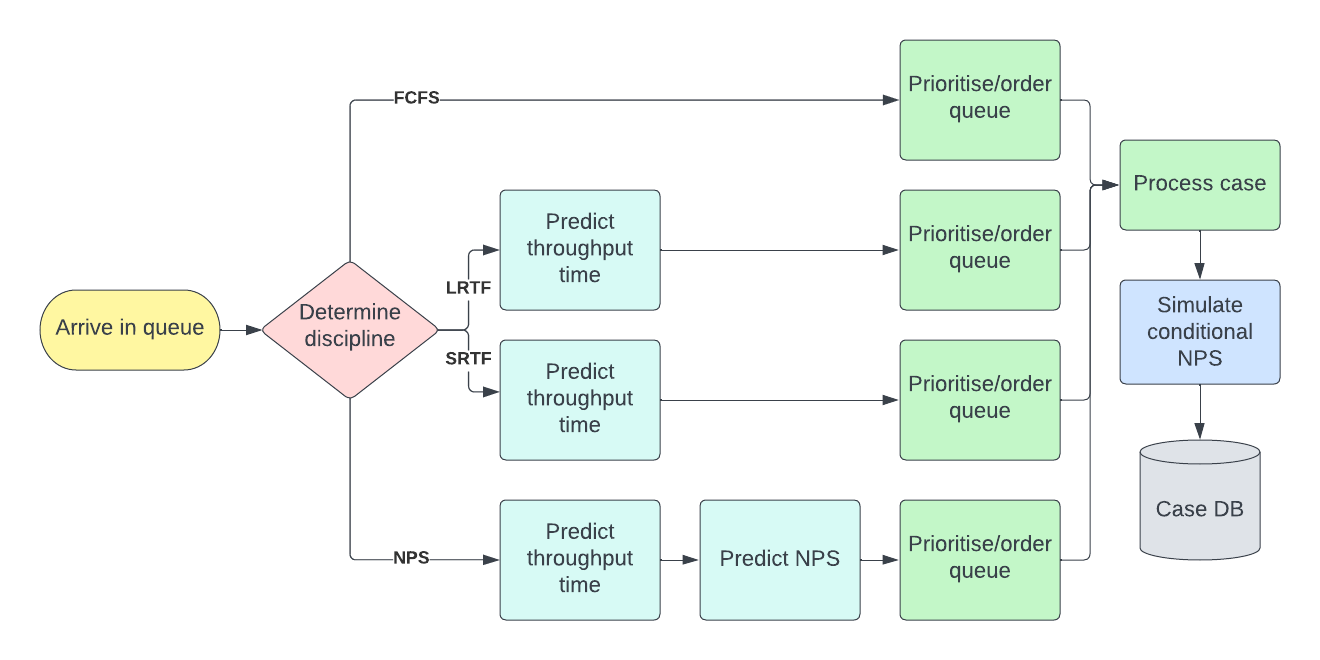 FCFS
Prioritise/order
queue
Process case
Predict
throughput
time
Prioritise/order
queue
LRTF
Arrive in queue
Determine
discipline
Simulate
conditional
NPS
SRTF
Predict
throughput
time
Prioritise/order
queue
Case DB
NPS
Predict
throughput
time
Predict NPS
Prioritise/order
queue